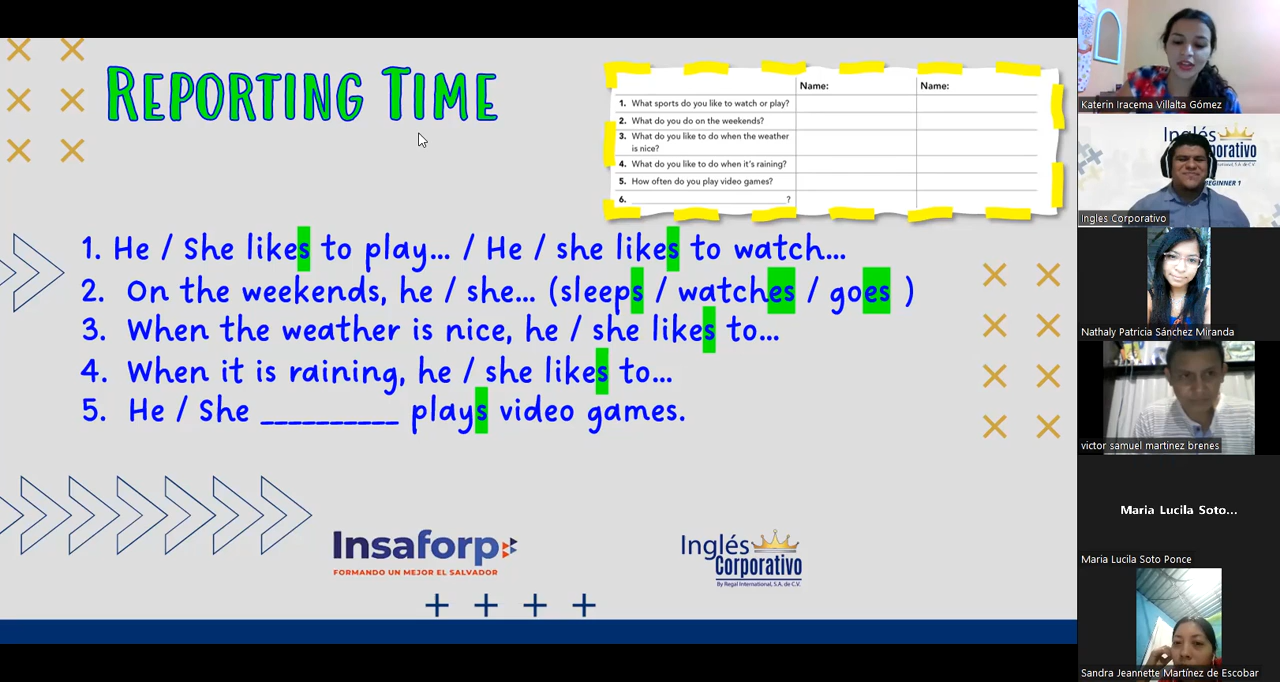 REPORTING TIME
Name: Name:
1. What sports do you like to watch or play?
2. What do you do on the weekends?
3. What do you like to do when the weather
is nice?
4. What do you like to do when it's raining?
5. How often do you play video games?
6. ______________________________?
1. He / She likes to play... / He / she likes to watch...
2. On the weekends, he / she... (sleeps / watches / goes )
3. When the weather is nice, he / she likes to...
4. When it is raining, he / she likes to...
5. He / She __________ plays video games.
Insaforp
FORMANDO UN MEJOR EL SALVADOR
Inglés
Corporativo
By Regal International, S.A. de C.V.
Katerin Iracema Villalta Gómez
Inglés
porativo
BEGINNER 1
Ingles Corporativo
Nathaly Patricia Sánchez Miranda
victor samuel martinez brenes
Maria Lucila Soto...
Maria Lucila Soto Ponce
Sandra Jeannette Martínez de Escobar